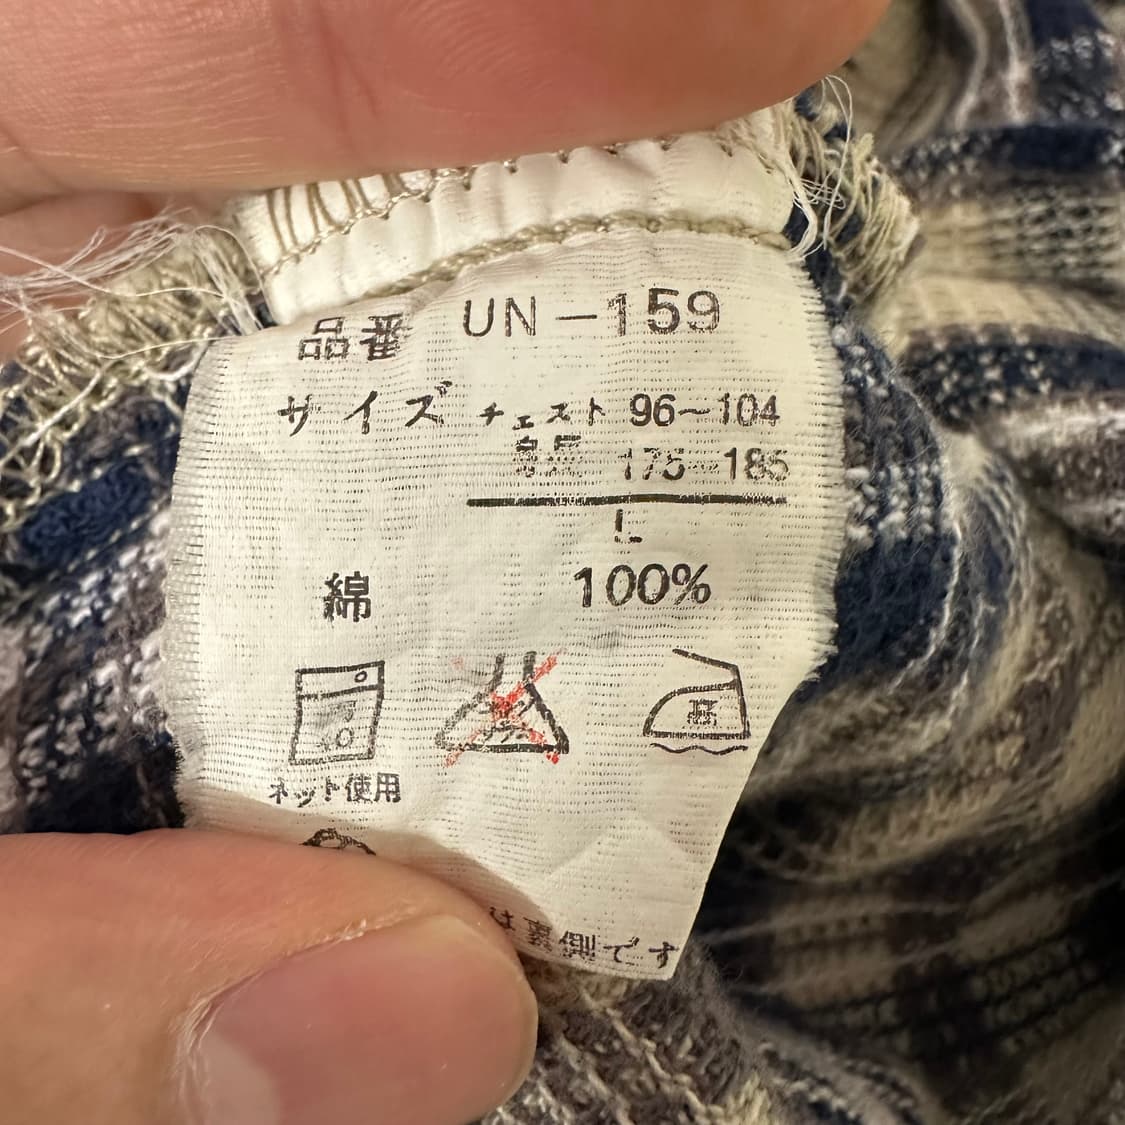 品番 UN-159
サイズ チェスト 96~104
身長 175~185
L
綿 100%
中
ネット使用
は裏側です